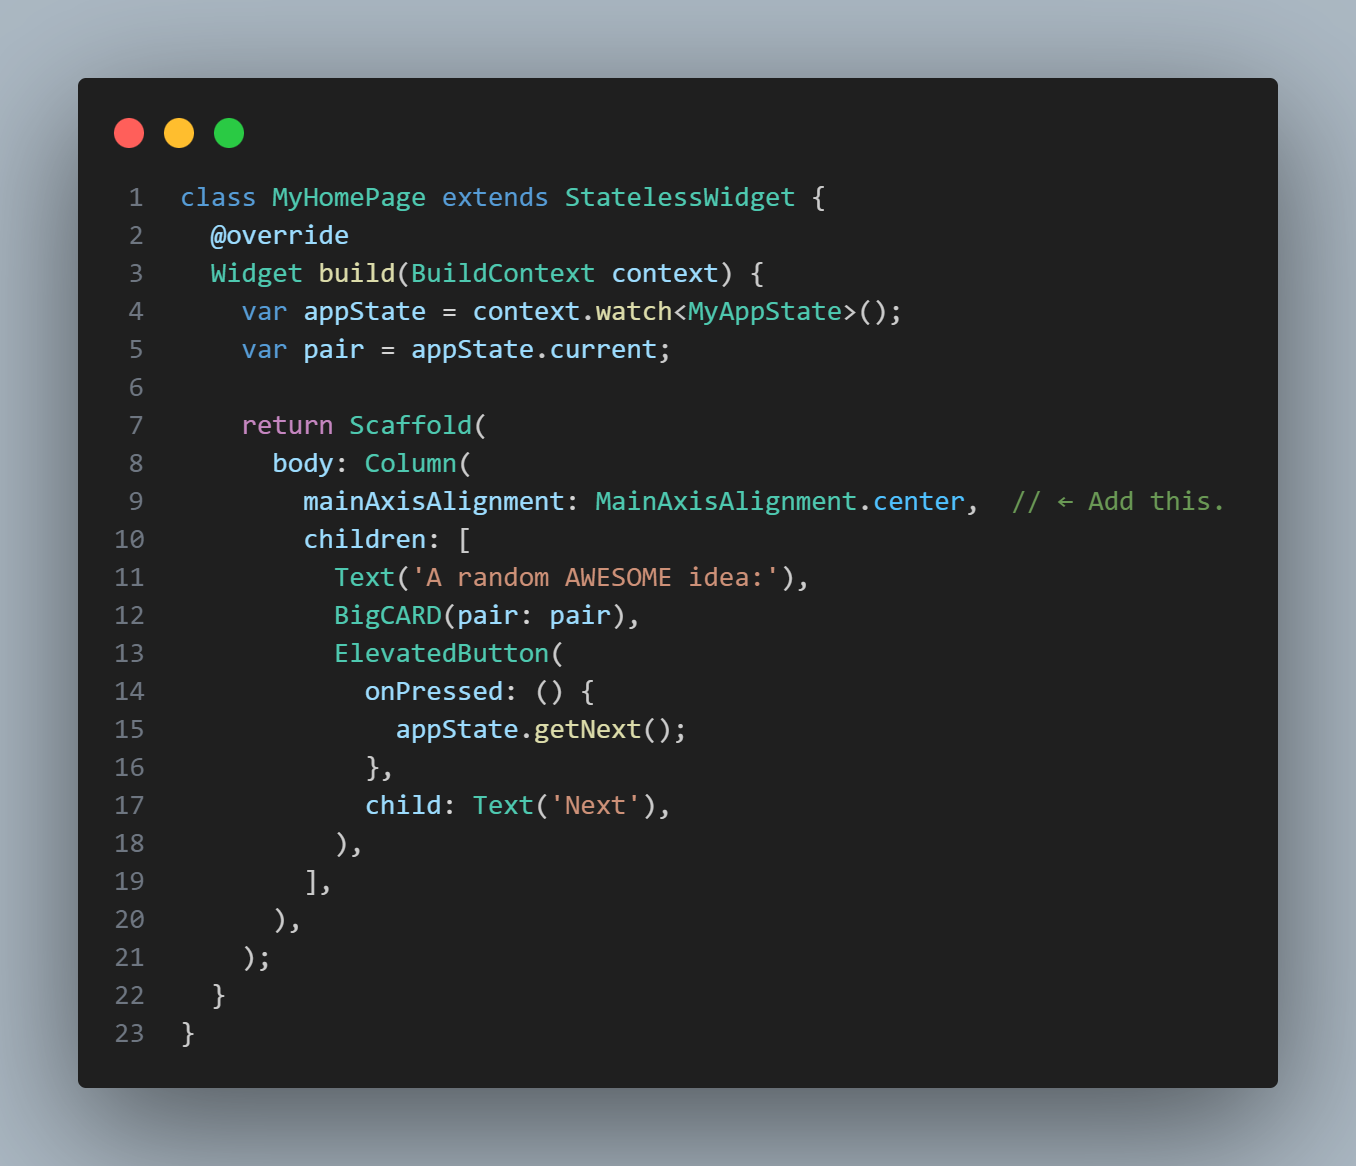 1 class MyHomePage extends StatelessWidget {
2   @override
3   Widget build(BuildContext context) {
4     var appState = context.watch<MyAppState>();
5     var pair = appState.current;
6
7     return Scaffold(
8       body: Column(
9         mainAxisAlignment: MainAxisAlignment.center,  // ← Add this.
10         children: [
11           Text('A random AWESOME idea:'),
12           BigCARD(pair: pair),
13           ElevatedButton(
14             onPressed: () {
15               appState.getNext();
16             },
17             child: Text('Next'),
18           ),
19         ],
20       ),
21     );
22   }
23 }